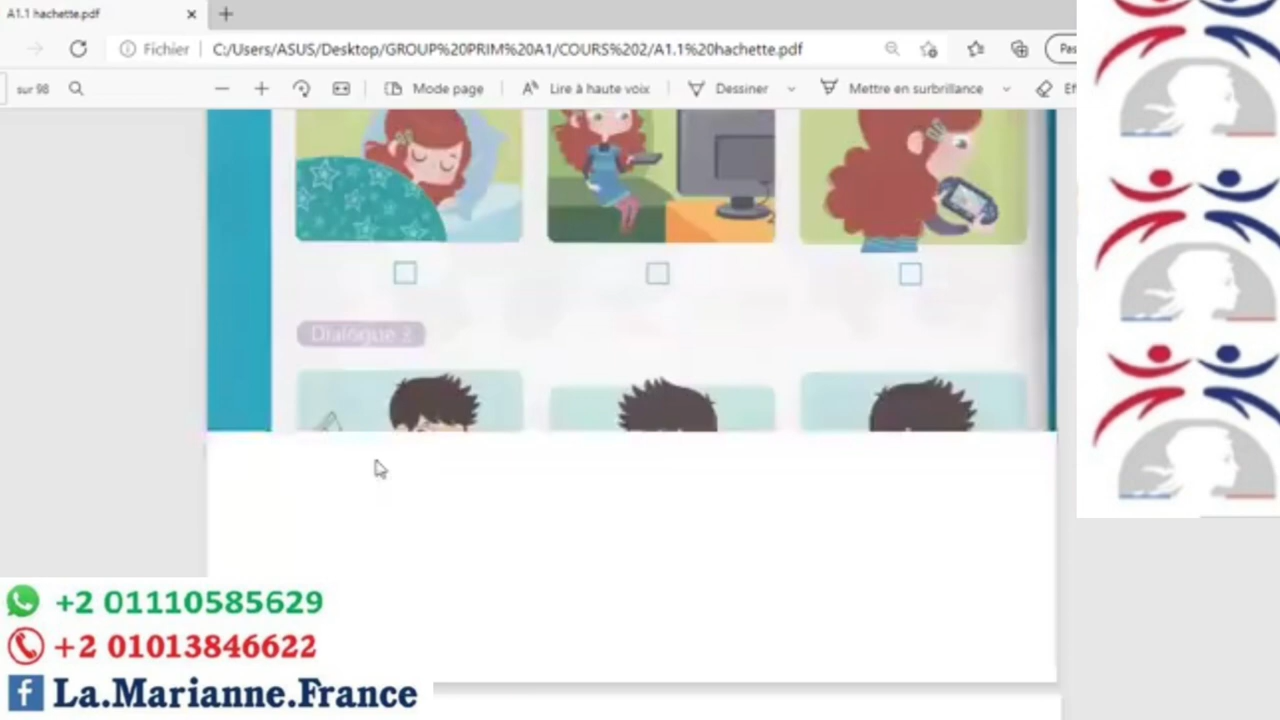 A1.1 hachette.pdf
Fichier
C:/Users/ASUS/Desktop/GROUP%20PRIM%20A1/COURS%202/A1.1%20hachette.pdf
sur 98
Mode page
Lire à haute voix
Dessiner
Mettre en surbrillance
Dialogue
+2 01110585629
+2 01013846622
La.Marianne.France